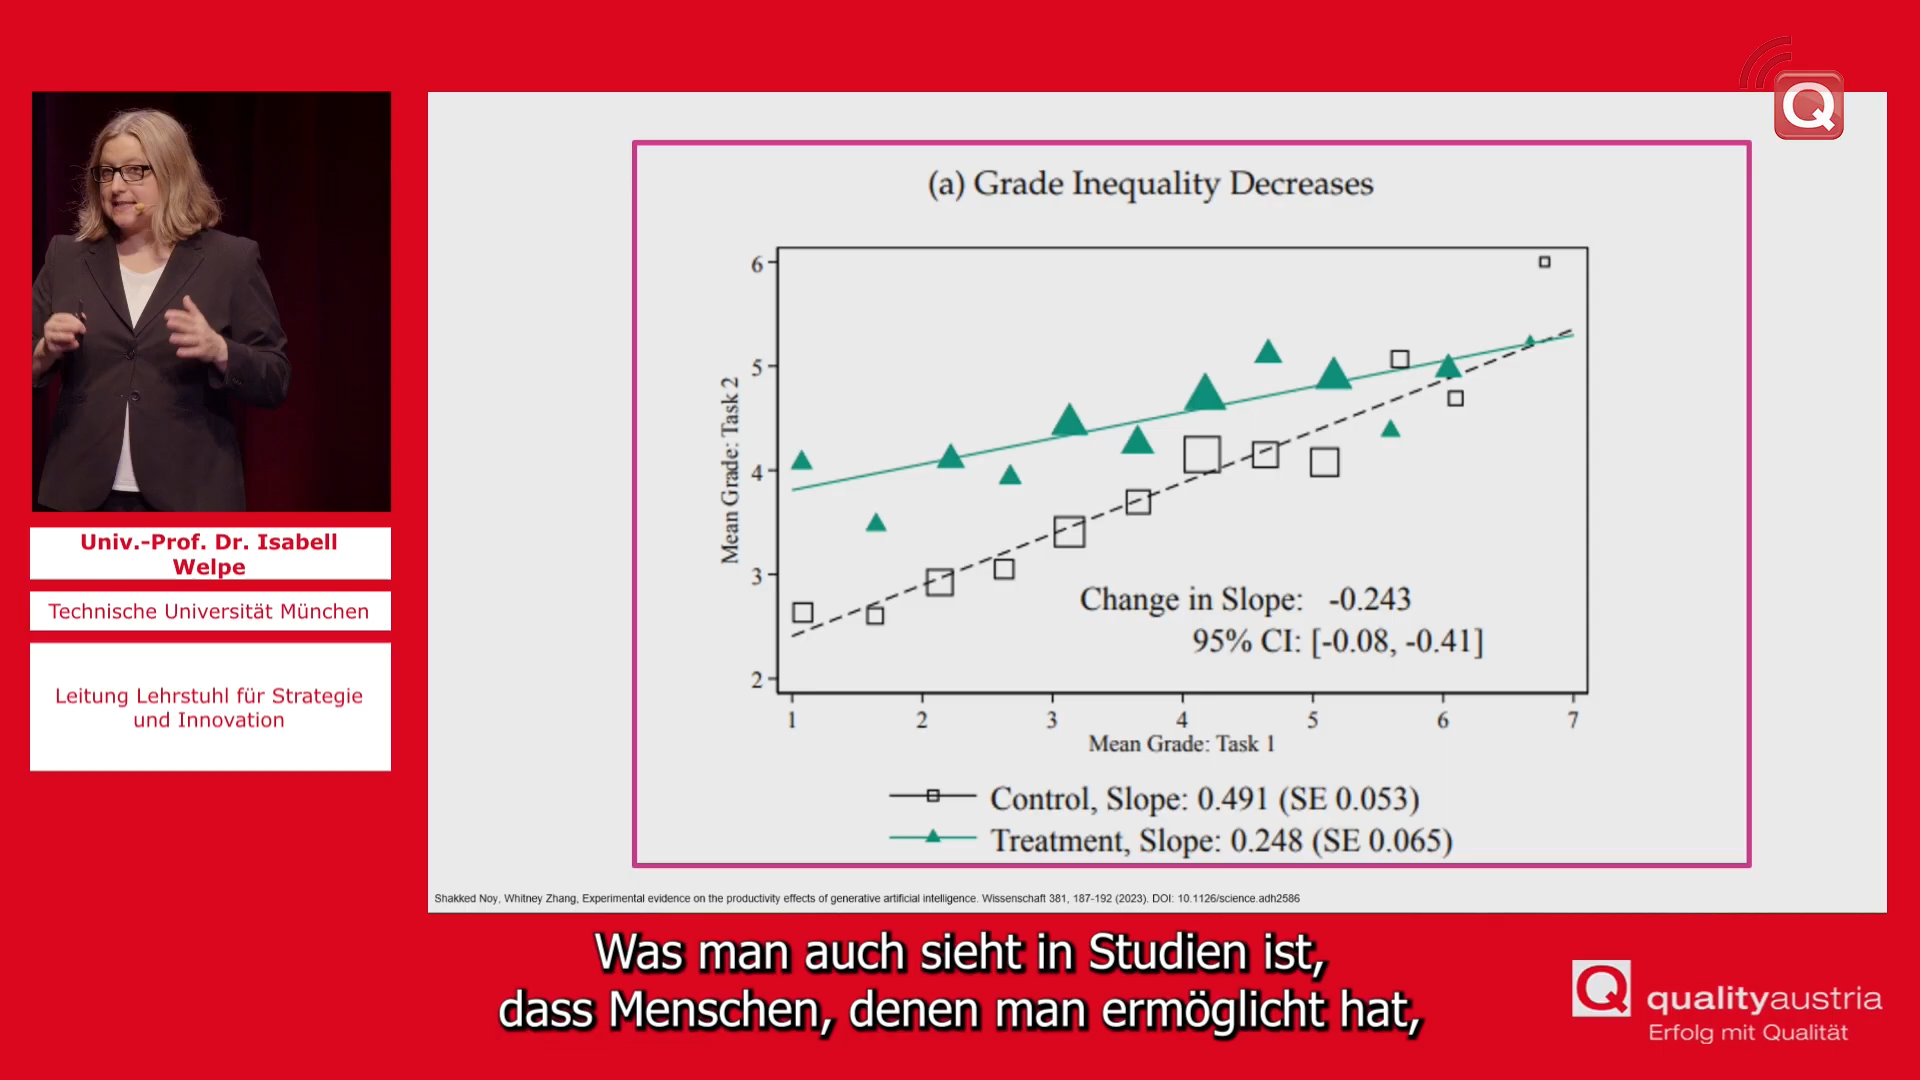 Q
(a) Grade Inequality Decreases
6
5
4
3
2
Mean Grade: Task 2
Change in Slope: -0.243
95% CI: [-0.08, -0.41]
1 2 3 4 5 6 7
Mean Grade: Task 1
Control, Slope: 0.491 (SE 0.053)
Treatment, Slope: 0.248 (SE 0.065)
Shakked Noy, Whitney Zhang, Experimental evidence on the productivity effects of generative artificial intelligence. Wissenschaft 381, 187-192 (2023). DOI: 10.1126/science.adh2586
Univ.-Prof. Dr. Isabell
Welpe
Technische Universität München
Leitung Lehrstuhl für Strategie
und Innovation
Was man auch sieht in Studien ist,
dass Menschen, denen man ermöglicht hat,
Q qualityaustria
Erfolg mit Qualität